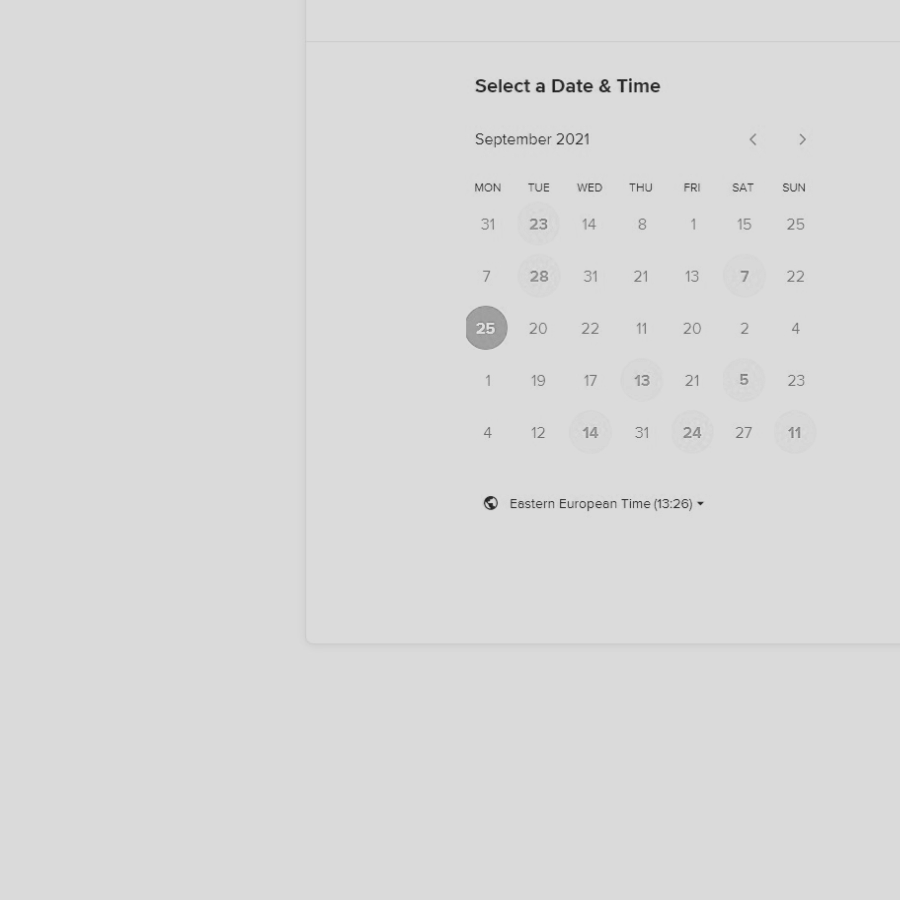 Select a Date & Time
September 2021
MON TUE WED THU FRI SAT SUN
31 23 14 8 1 15 25
7 28 31 21 13 7 22
25 20 22 11 20 2 4
1 19 17 13 21 5 23
4 12 14 31 24 27 11
Eastern European Time (13:26)